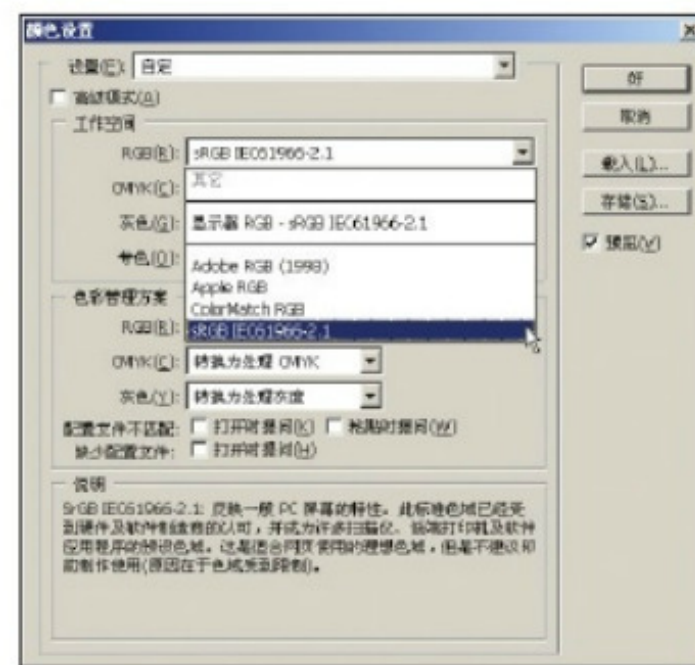 颜色设置
设置(E): 自定
高级模式(A)
工作空间
RGB(R): sRGB IEC61966-2.1
CMYK(C):
其它
灰色(G):
显示器 RGB - sRGB IEC61966-2.1
专色(O):
Adobe RGB (1998)
Apple RGB
ColorMatch RGB
sRGB IEC61966-2.1
色彩管理方案
RGB(R):
CMYK(C): 转换为处理 CMYK
灰色(Y): 转换为处理灰度
配置文件不匹配: 打开时提问(K) 粘贴时提问(W)
缺少配置文件: 打开时提问(H)
说明
SrGB IEC61966-2.1: 反映一般 PC 屏幕的特性。此标准色域已经受
到硬件及软件制造商的认可，并成为许多扫描仪、低端打印机及软件
应用程序的预设色域。这是适合网页使用的理想色域，但是不建议印
前制作使用(原因在于色域受到限制)。
好
取消
载入(L)...
存储(S)...
预览(V)